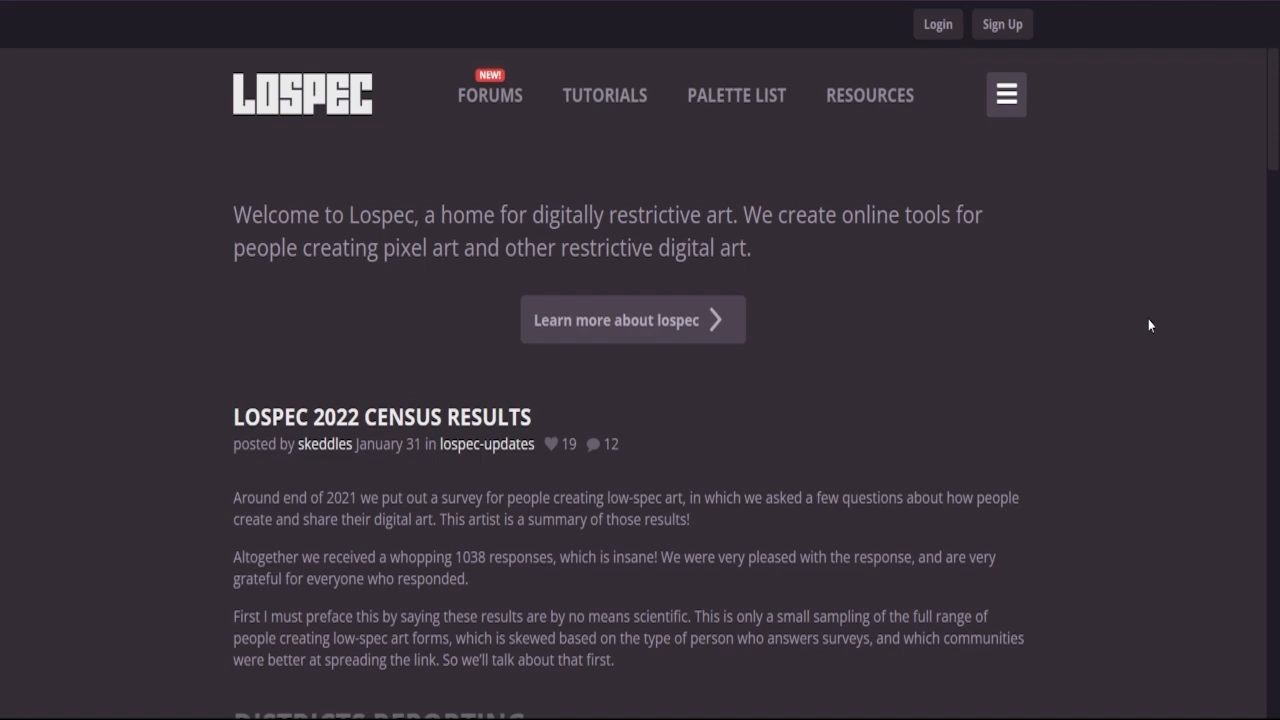 Login
Sign Up
LOSPEC
NEW!
FORUMS
TUTORIALS
PALETTE LIST
RESOURCES
Welcome to Lospec, a home for digitally restrictive art. We create online tools for
people creating pixel art and other restrictive digital art.
Learn more about lospec
LOSPEC 2022 CENSUS RESULTS
posted by skeddles January 31 in lospec-updates 19 12
Around end of 2021 we put out a survey for people creating low-spec art, in which we asked a few questions about how people
create and share their digital art. This artist is a summary of those results!
Altogether we received a whopping 1038 responses, which is insane! We were very pleased with the response, and are very
grateful for everyone who responded.
First I must preface this by saying these results are by no means scientific. This is only a small sampling of the full range of
people creating low-spec art forms, which is skewed based on the type of person who answers surveys, and which communities
were better at spreading the link. So we'll talk about that first.
DISTRICTS REPORTING